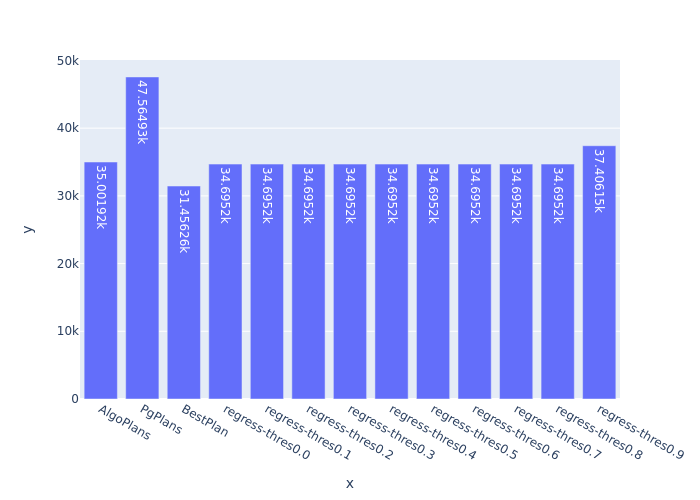 50k
40k
30k
20k
10k
0
y
35.00192k
47.56493k
31.45626k
34.6952k
34.6952k
34.6952k
34.6952k
34.6952k
34.6952k
34.6952k
34.6952k
34.6952k
37.40615k
AlgoPlans
PgPlans
BestPlan
regress-thres0.0
regress-thres0.1
regress-thres0.2
regress-thres0.3
regress-thres0.4
regress-thres0.5
regress-thres0.6
regress-thres0.7
regress-thres0.8
regress-thres0.9
x